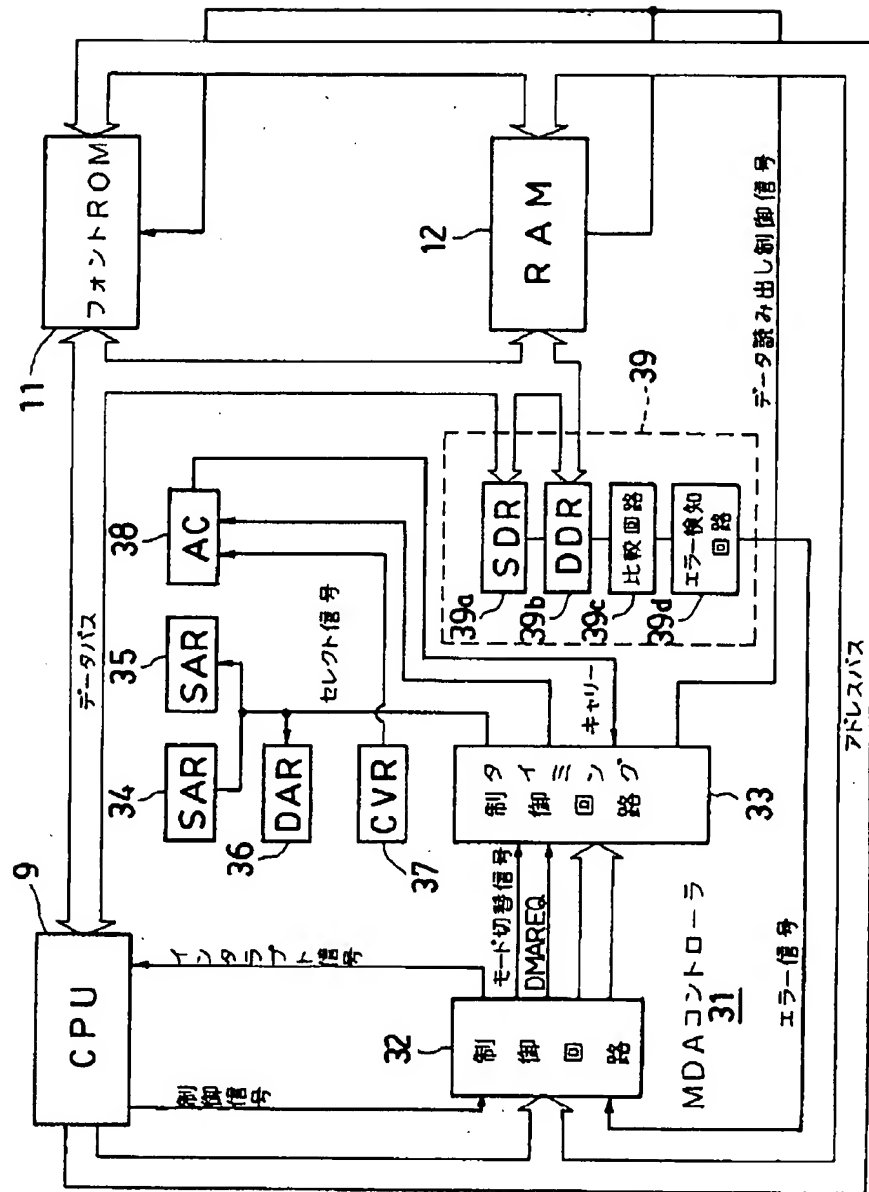 CPU
9
データバス
フォントROM
11
34
SAR
35
SAR
38
AC
セレクト信号
DAR
36
CVR
37
RAM
12
インタラプト信号
制御信号
制御回路
32
モード切替信号
DMAREQ
タイミング
制御回路
33
キャリー
SDR
39a
DDR
39b
比較回路
39c
エラー検知
回路
39d
39
データ読み出し制御信号
MDAコントローラ
31
エラー信号
アドレスバス